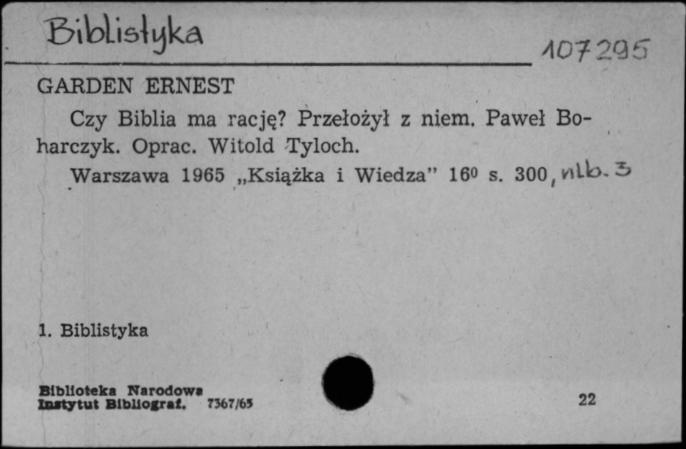 Biblistyka
107295
GARDEN ERNEST
Czy Biblia ma rację? Przełożył z niem. Paweł Bo-
harczyk. Oprac. Witold Tyloch.
Warszawa 1965 „Książka i Wiedza” 16⁰ s. 300, nlb. 3
1. Biblistyka
Biblioteka Narodowa
Instytut Bibliograf. 7367/65
22